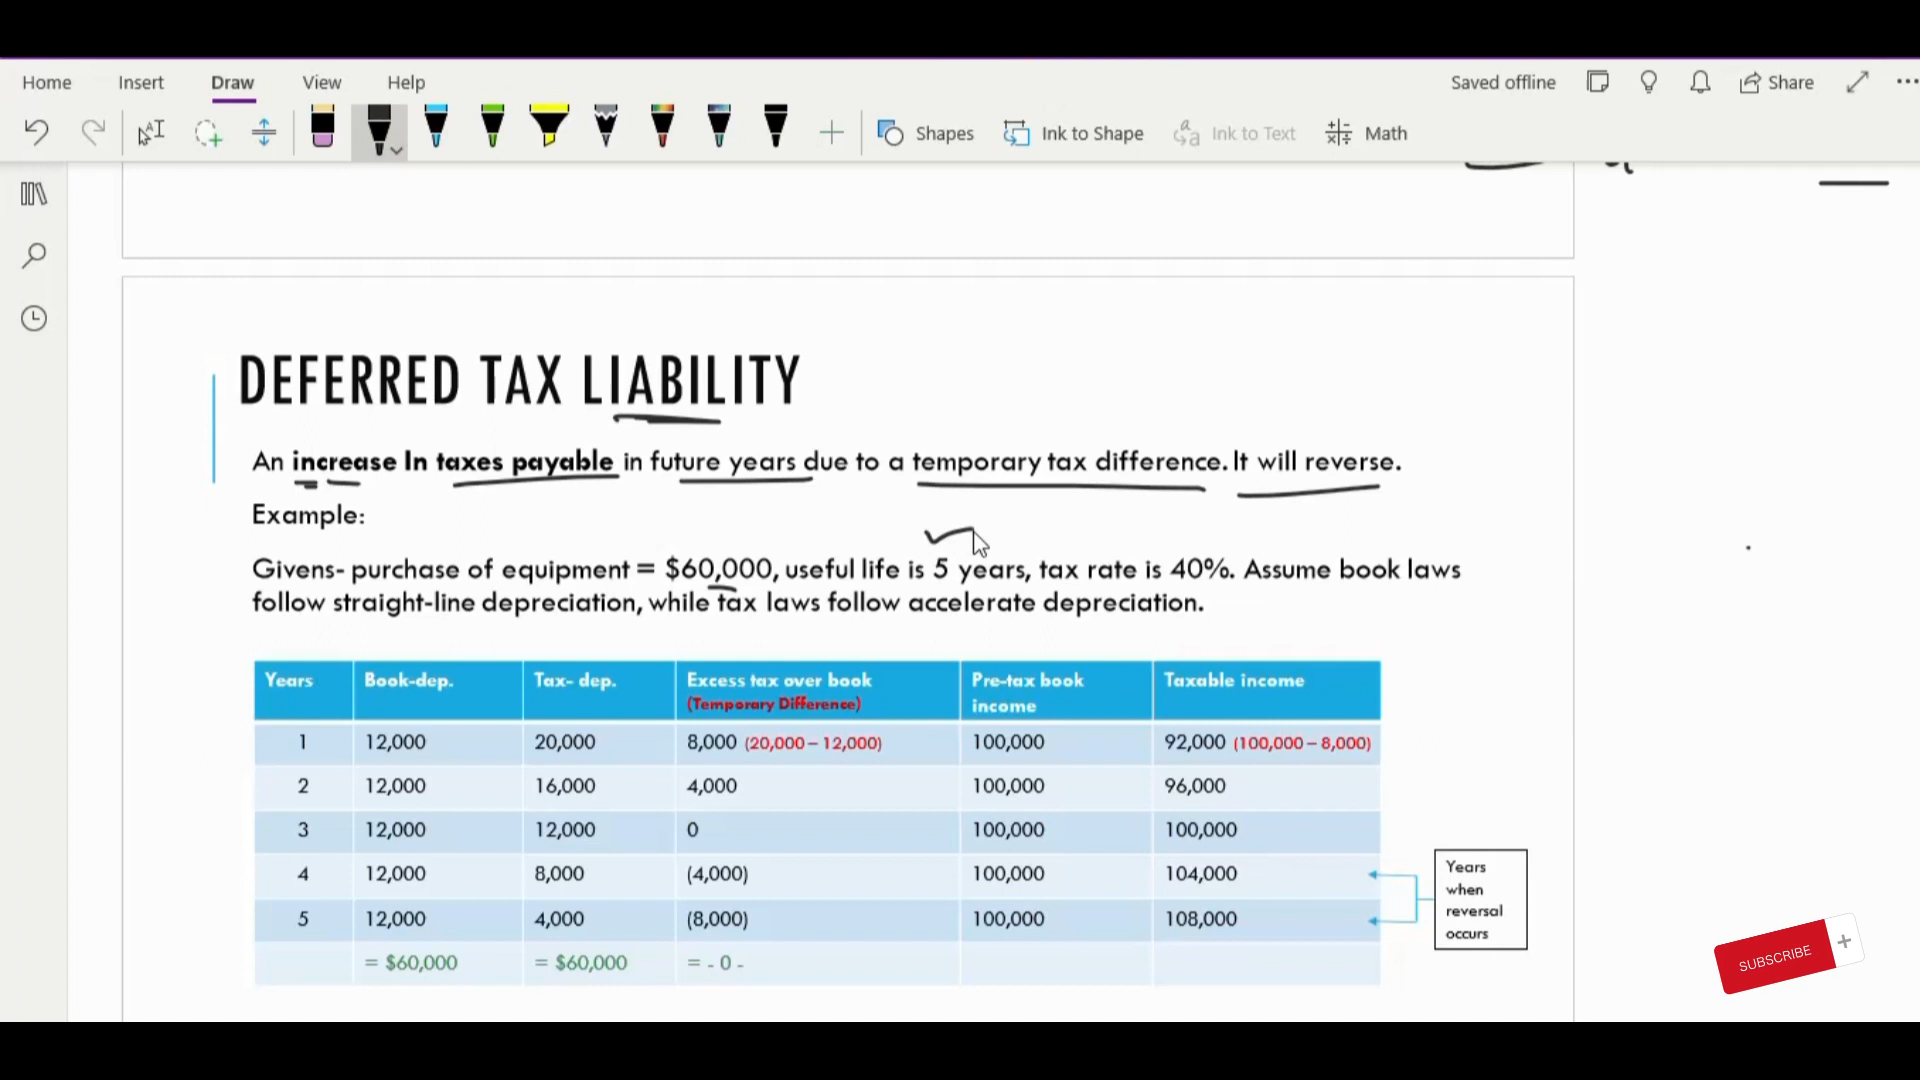 Home Insert Draw View Help Saved offline Share
Shapes Ink to Shape Ink to Text Math
DEFERRED TAX LIABILITY
An increase In taxes payable in future years due to a temporary tax difference. It will reverse.
Example:
Givens- purchase of equipment = $60,000, useful life is 5 years, tax rate is 40%. Assume book laws
follow straight-line depreciation, while tax laws follow accelerate depreciation.
Years Book-dep. Tax- dep. Excess tax over book (Temporary Difference) Pre-tax book income Taxable income
1 12,000 20,000 8,000 (20,000 – 12,000) 100,000 92,000 (100,000 – 8,000)
2 12,000 16,000 4,000 100,000 96,000
3 12,000 12,000 0 100,000 100,000
4 12,000 8,000 (4,000) 100,000 104,000
5 12,000 4,000 (8,000) 100,000 108,000
= $60,000 = $60,000 = - 0 -
Years
when
reversal
occurs
SUBSCRIBE